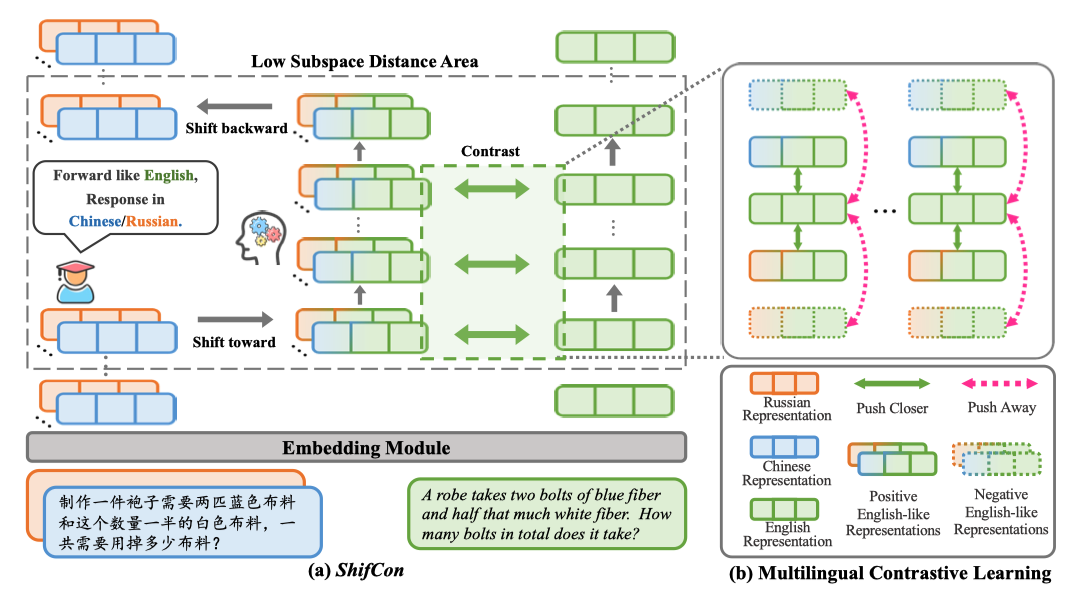 Low Subspace Distance Area
Shift backward
Contrast
Forward like English,
Response in
Chinese/Russian.
Shift toward
Embedding Module
制作一件袍子需要两匹蓝色布料
和这个数量一半的白色布料，一
共需要用掉多少布料？
A robe takes two bolts of blue fiber
and half that much white fiber. How
many bolts in total does it take?
(a) ShifCon
Russian
Representation
Push Closer
Push Away
Chinese
Representation
English
Representation
Positive
English-like
Representations
Negative
English-like
Representations
(b) Multilingual Contrastive Learning